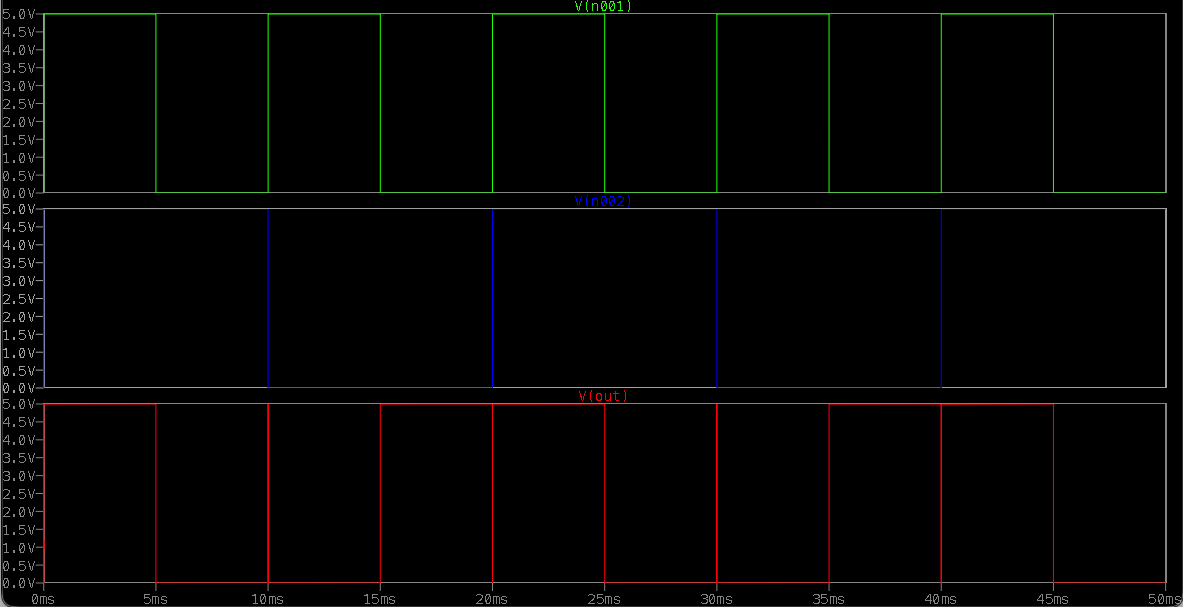 V(n001)
5.0V
4.5V
4.0V
3.5V
3.0V
2.5V
2.0V
1.5V
1.0V
0.5V
0.0V
V(n002)
5.0V
4.5V
4.0V
3.5V
3.0V
2.5V
2.0V
1.5V
1.0V
0.5V
0.0V
V(out)
5.0V
4.5V
4.0V
3.5V
3.0V
2.5V
2.0V
1.5V
1.0V
0.5V
0.0V
0ms 5ms 10ms 15ms 20ms 25ms 30ms 35ms 40ms 45ms 50ms